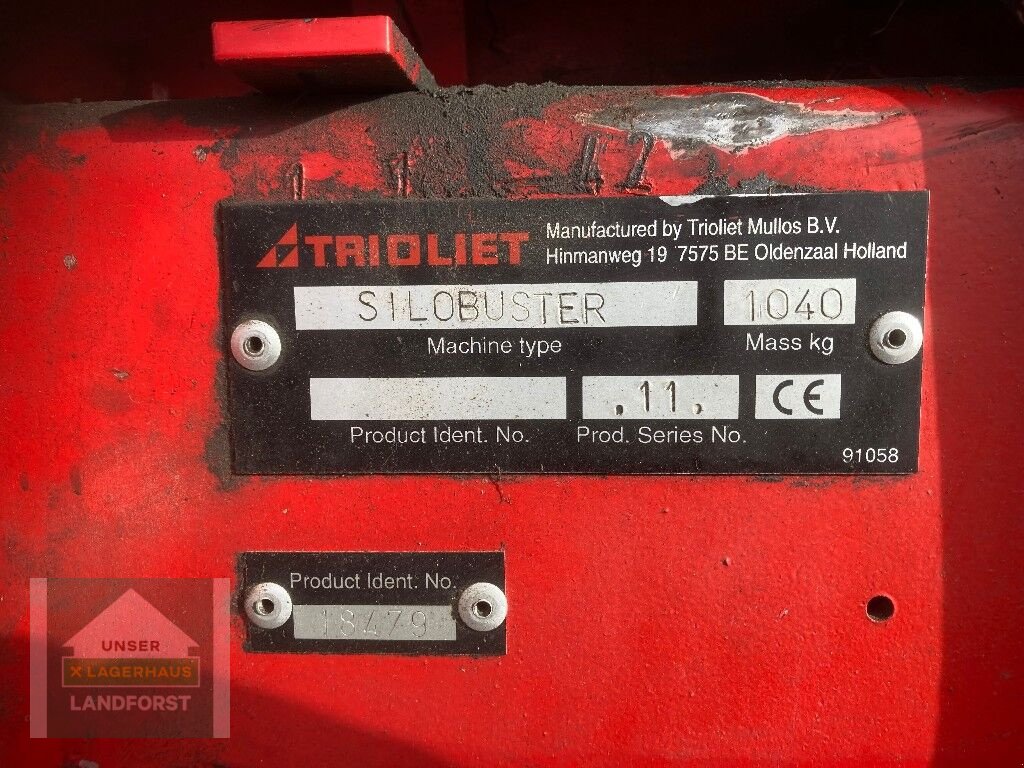 TRIOLIET
Manufactured by Trioliet Mullos B.V.
Hinmanweg 19 7575 BE Oldenzaal Holland
SILOBUSTER 1040
Machine type Mass kg
.11. CE
Product Ident. No. Prod. Series No.
91058
Product Ident. No.
18479
UNSER
X LAGERHAUS
LANDFORST